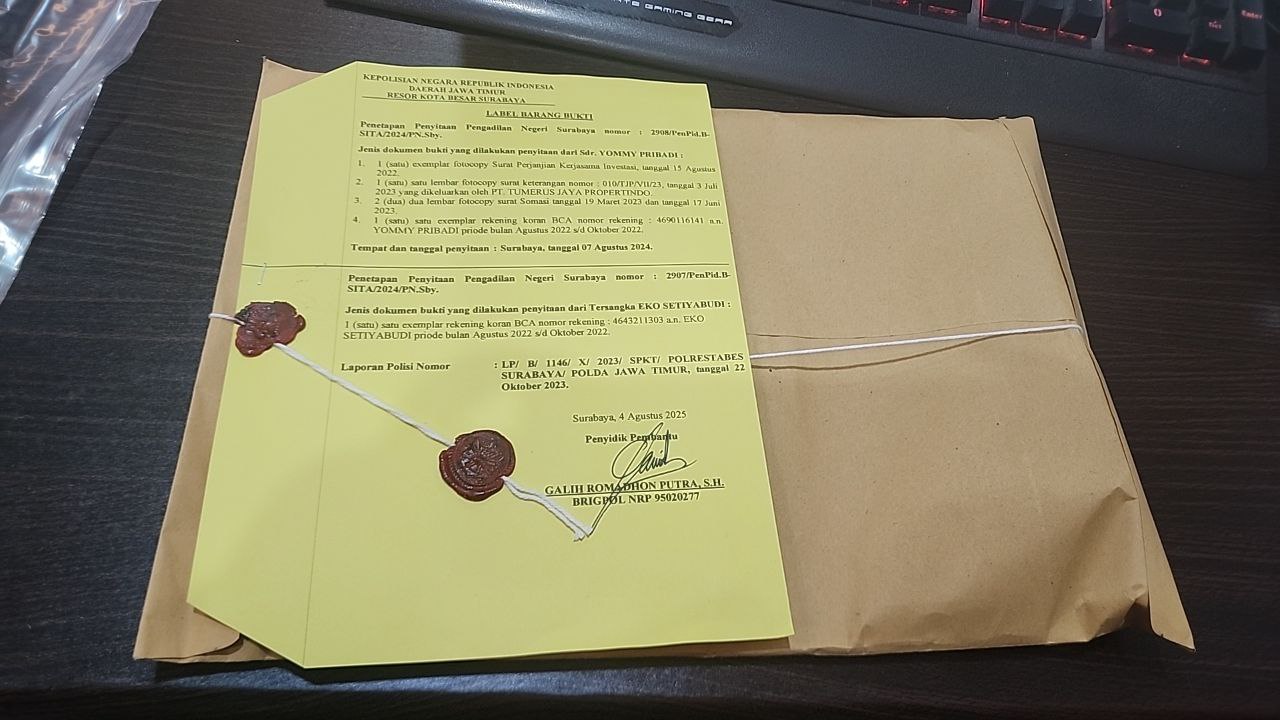 KEPOLISIAN NEGARA REPUBLIK INDONESIA
DAERAH JAWA TIMUR
RESOR KOTA BESAR SURABAYA
LABEL BARANG BUKTI
Penetapan Penyitaan Pengadilan Negeri Surabaya nomor : 2908/PenPid.B-
SITA/2024/PN.Sby.
Jenis dokumen bukti yang dilakukan penyitaan dari Sdr. YOMMY PRIBADI :
1. 1 (satu) exemplar fotocopy Surat Perjanjian Kerjasama Investasi, tanggal 15 Agustus
2022.
2. 1 (satu) satu lembar fotocopy surat keterangan nomor : 010/TJP/VII/23, tanggal 3 Juli
2023 yang dikeluarkan oleh PT. TUMERUS JAYA PROPERTINDO.
3. 2 (dua) dua lembar fotocopy surat Somasi tanggal 19 Maret 2023 dan tanggal 17 Juni
2023.
4. 1 (satu) satu exemplar rekening koran BCA nomor rekening : 4690116141 a.n.
YOMMY PRIBADI priode bulan Agustus 2022 s/d Oktober 2022.
Tempat dan tanggal penyitaan : Surabaya, tanggal 07 Agustus 2024.
Penetapan Penyitaan Pengadilan Negeri Surabaya nomor : 2907/PenPid.B-
SITA/2024/PN.Sby.
Jenis dokumen bukti yang dilakukan penyitaan dari Tersangka EKO SETIYABUDI :
1 (satu) satu exemplar rekening koran BCA nomor rekening : 4643211303 a.n. EKO
SETIYABUDI priode bulan Agustus 2022 s/d Oktober 2022.
Laporan Polisi Nomor : LP/ B/ 1146/ X/ 2023/ SPKT/ POLRESTABES
SURABAYA/ POLDA JAWA TIMUR, tanggal 22
Oktober 2023.
Surabaya, 4 Agustus 2025
Penyidik Pembantu
GALIH ROMADHON PUTRA, S.H.
BRIGPOL NRP 95020277
GAMING GEAR
Enter